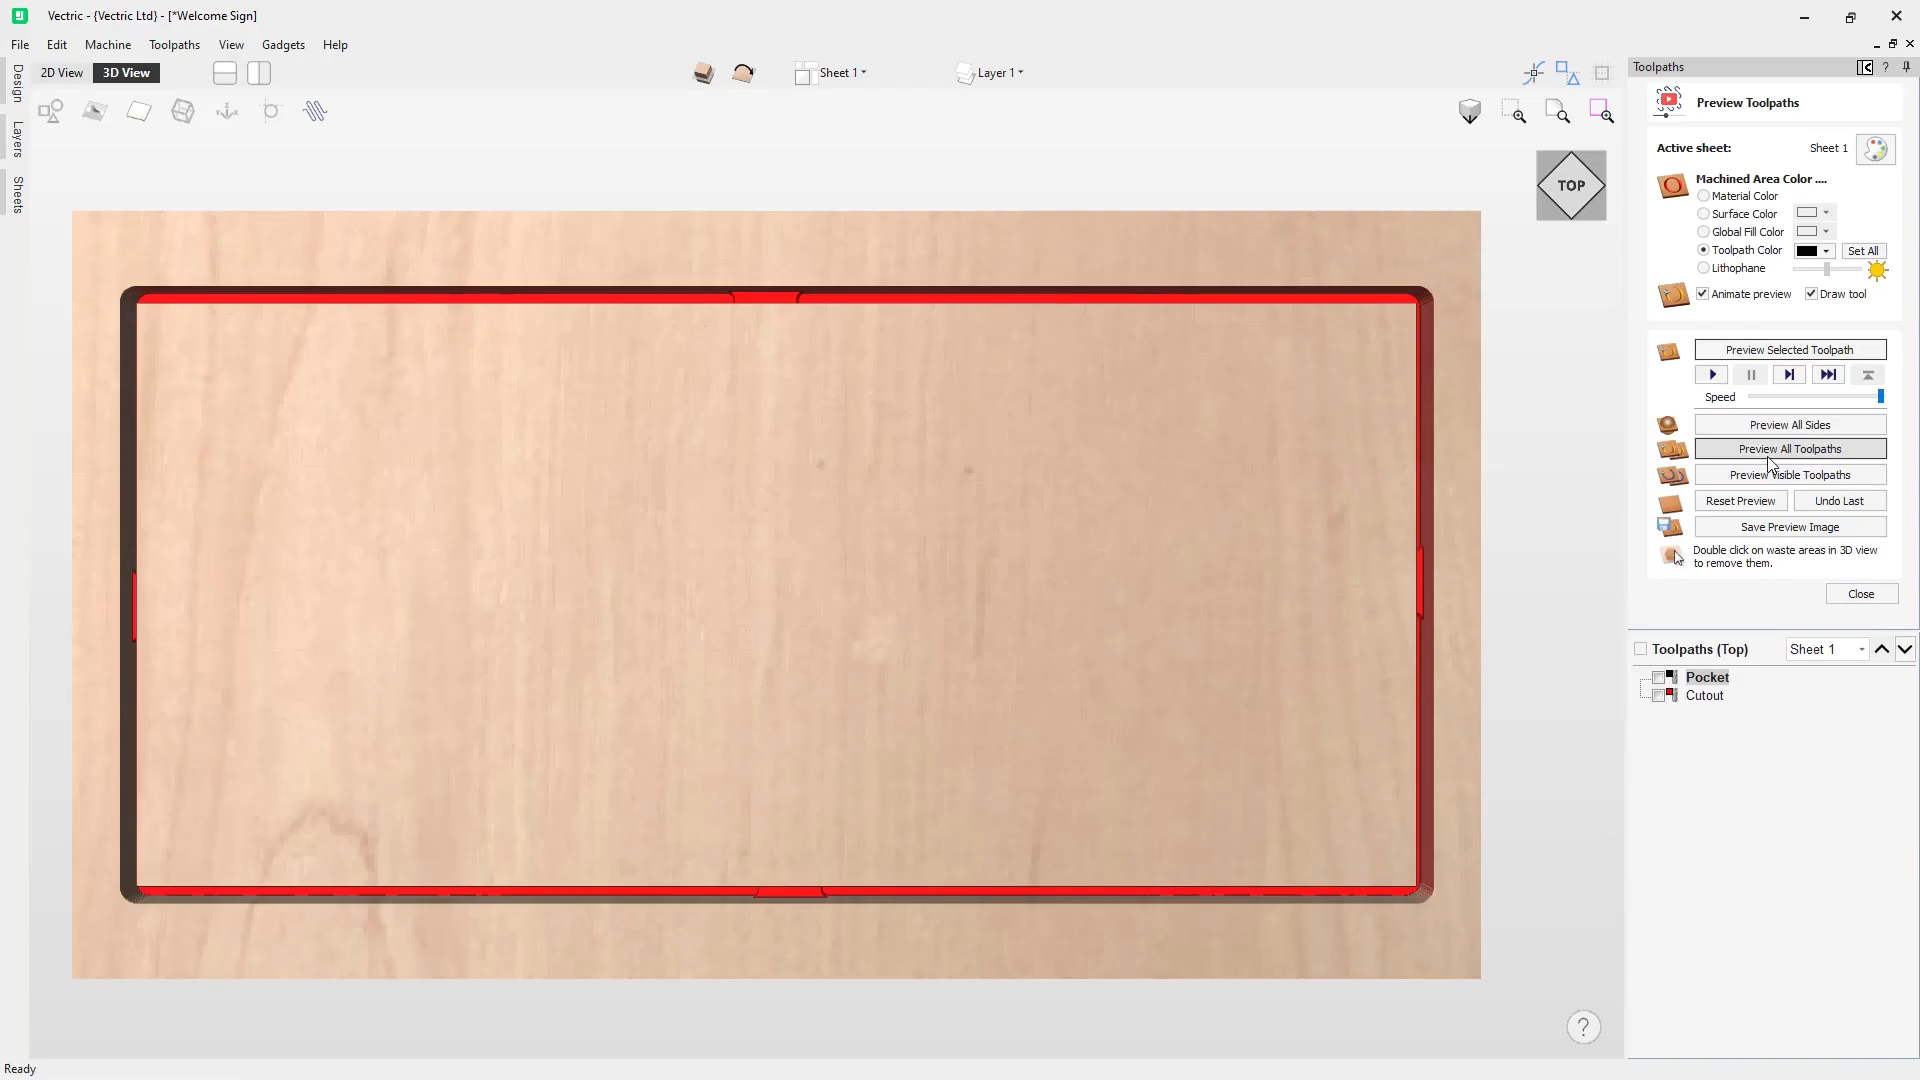 Vectric - {Vectric Ltd} - [*Welcome Sign]
File Edit Machine Toolpaths View Gadgets Help
2D View 3D View Sheet 1 Layer 1
Design
Layers
Sheets
TOP
Toolpaths ?
Preview Toolpaths
Active sheet: Sheet 1
Machined Area Color ....
Material Color
Surface Color
Global Fill Color
Toolpath Color Set All
Lithophane
Animate preview Draw tool
Preview Selected Toolpath
Speed
Preview All Sides
Preview All Toolpaths
Preview Visible Toolpaths
Reset Preview Undo Last
Save Preview Image
Double click on waste areas in 3D view
to remove them.
Close
Toolpaths (Top) Sheet 1
Pocket
Cutout
?
Ready